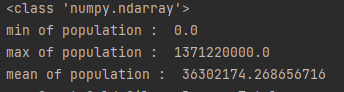 <class 'numpy.ndarray'>
min of population :  0.0
max of population :  1371220000.0
mean of population :  36302174.268656716